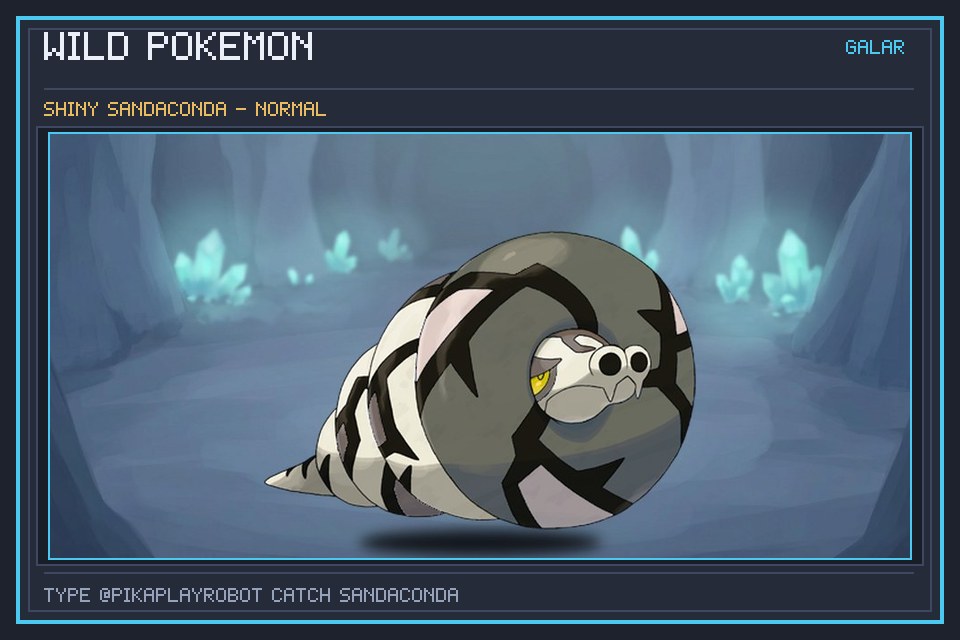 WILD POKEMON
GALAR
SHINY SANDACONDA - NORMAL
TYPE @PIKAPLAYROBOT CATCH SANDACONDA